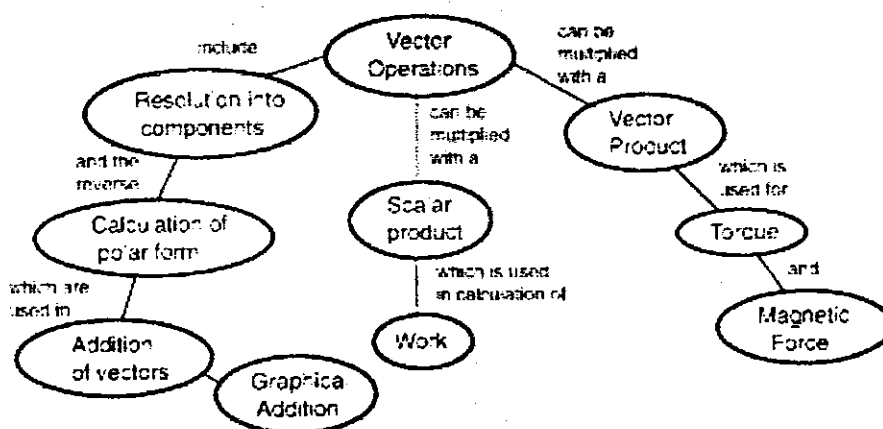 Vector
Operations
include
can be
multiplied
with a
Resolution into
components
can be
multiplied
with a
Vector
Product
and the
reverse
which is
used for
Scalar
product
Calculation of
polar form
Torque
which are
used in
which is used
in calculation of
and
Magnetic
Force
Addition
of vectors
Work
Graphical
Addition